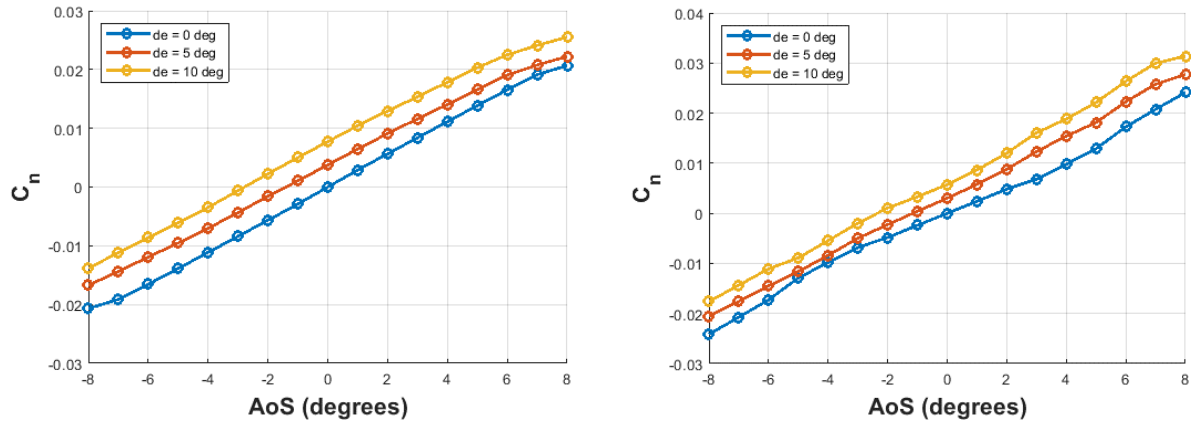 0.03
0.02
0.01
0
-0.01
-0.02
-0.03
C_n
de = 0 deg
de = 5 deg
de = 10 deg
-8 -6 -4 -2 0 2 4 6 8
AoS (degrees)
0.04
0.03
0.02
0.01
0
-0.01
-0.02
-0.03
C_n
de = 0 deg
de = 5 deg
de = 10 deg
-8 -6 -4 -2 0 2 4 6 8
AoS (degrees)